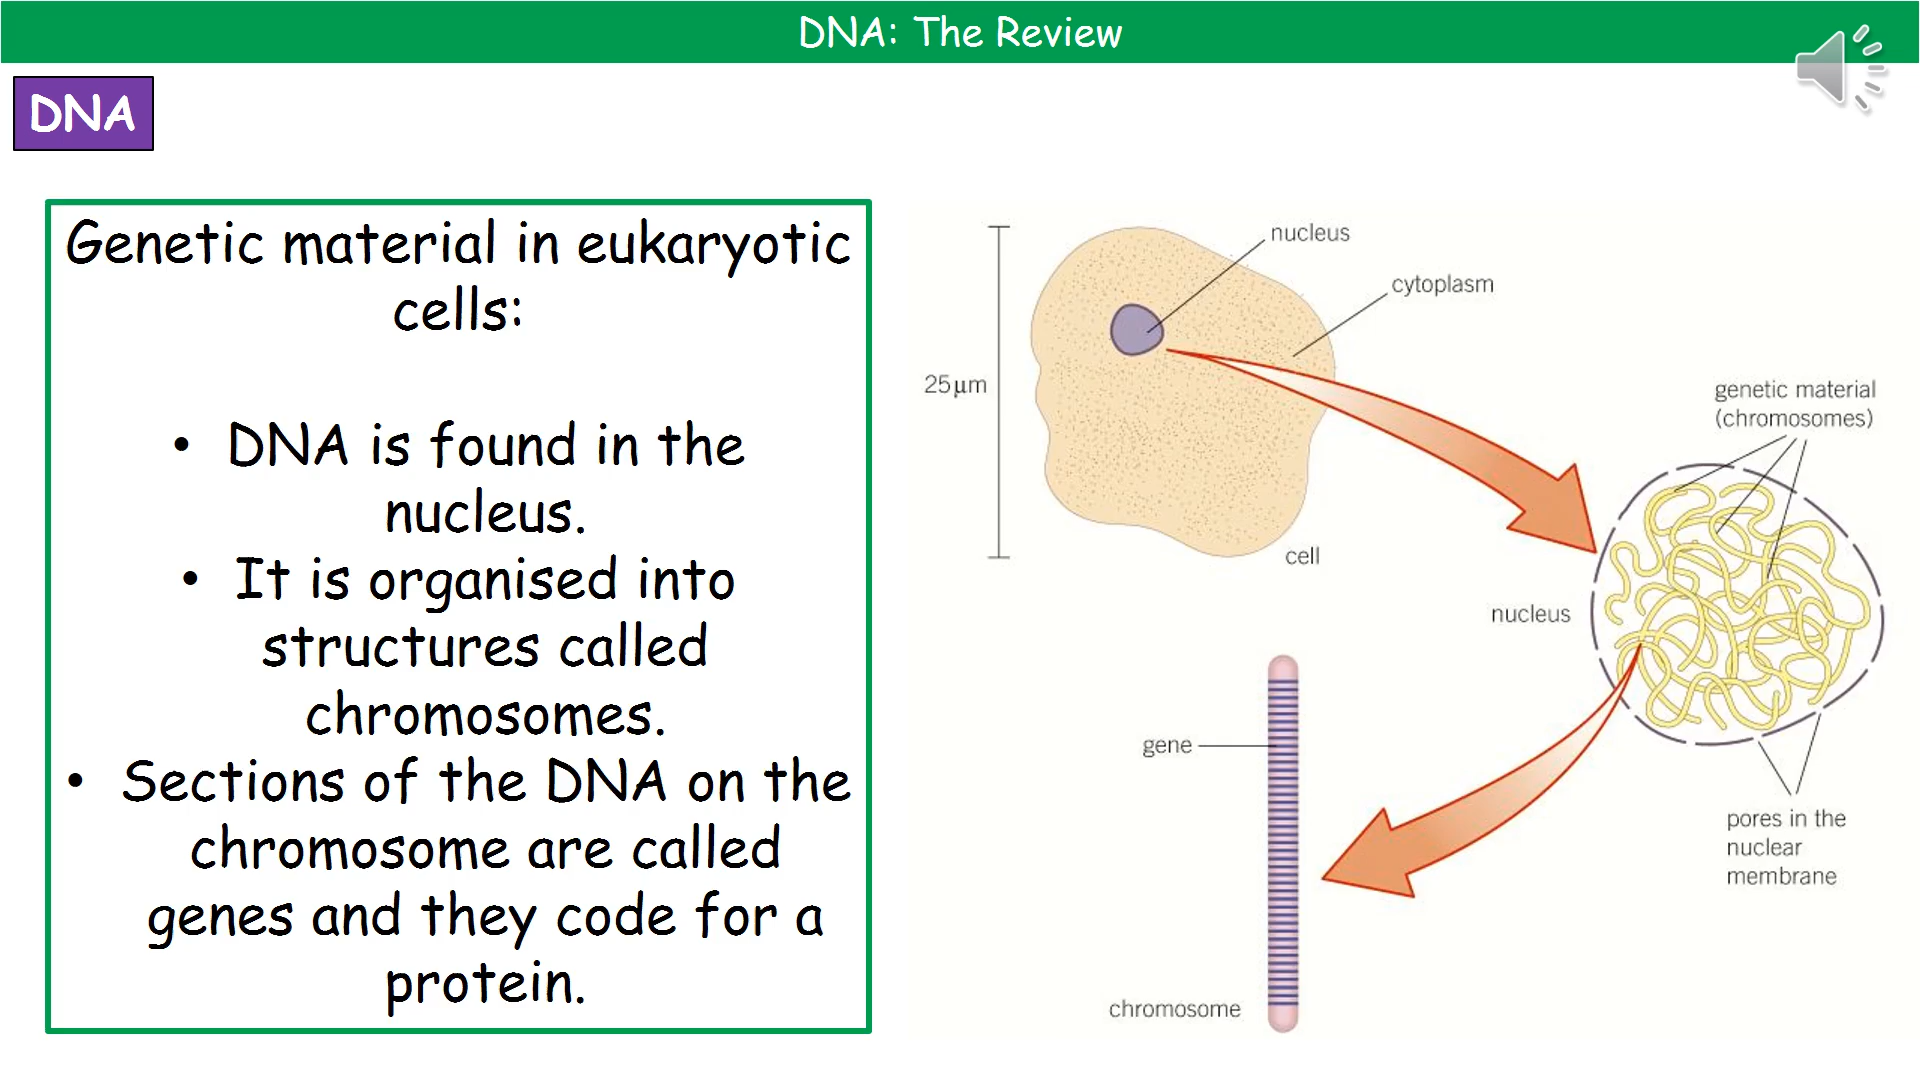 DNA: The Review
DNA
Genetic material in eukaryotic
cells:
• DNA is found in the
nucleus.
• It is organised into
structures called
chromosomes.
• Sections of the DNA on the
chromosome are called
genes and they code for a
protein.
nucleus
cytoplasm
25µm
cell
genetic material
(chromosomes)
nucleus
gene
pores in the
nuclear
membrane
chromosome